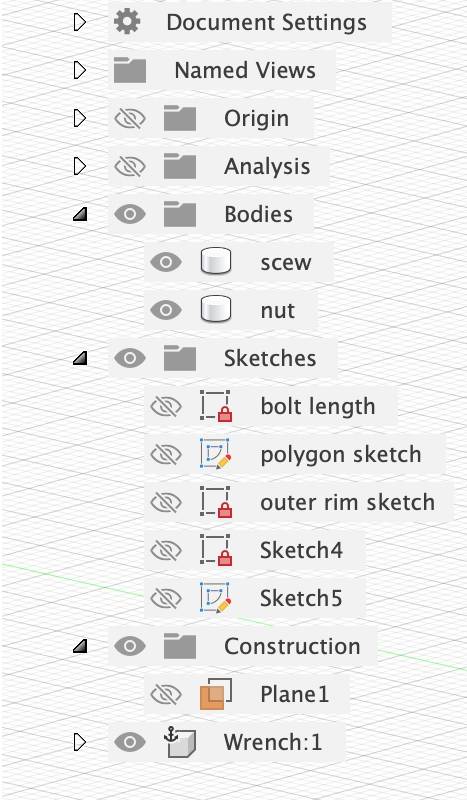 Document Settings
Named Views
Origin
Analysis
Bodies
scew
nut
Sketches
bolt length
polygon sketch
outer rim sketch
Sketch4
Sketch5
Construction
Plane1
Wrench:1